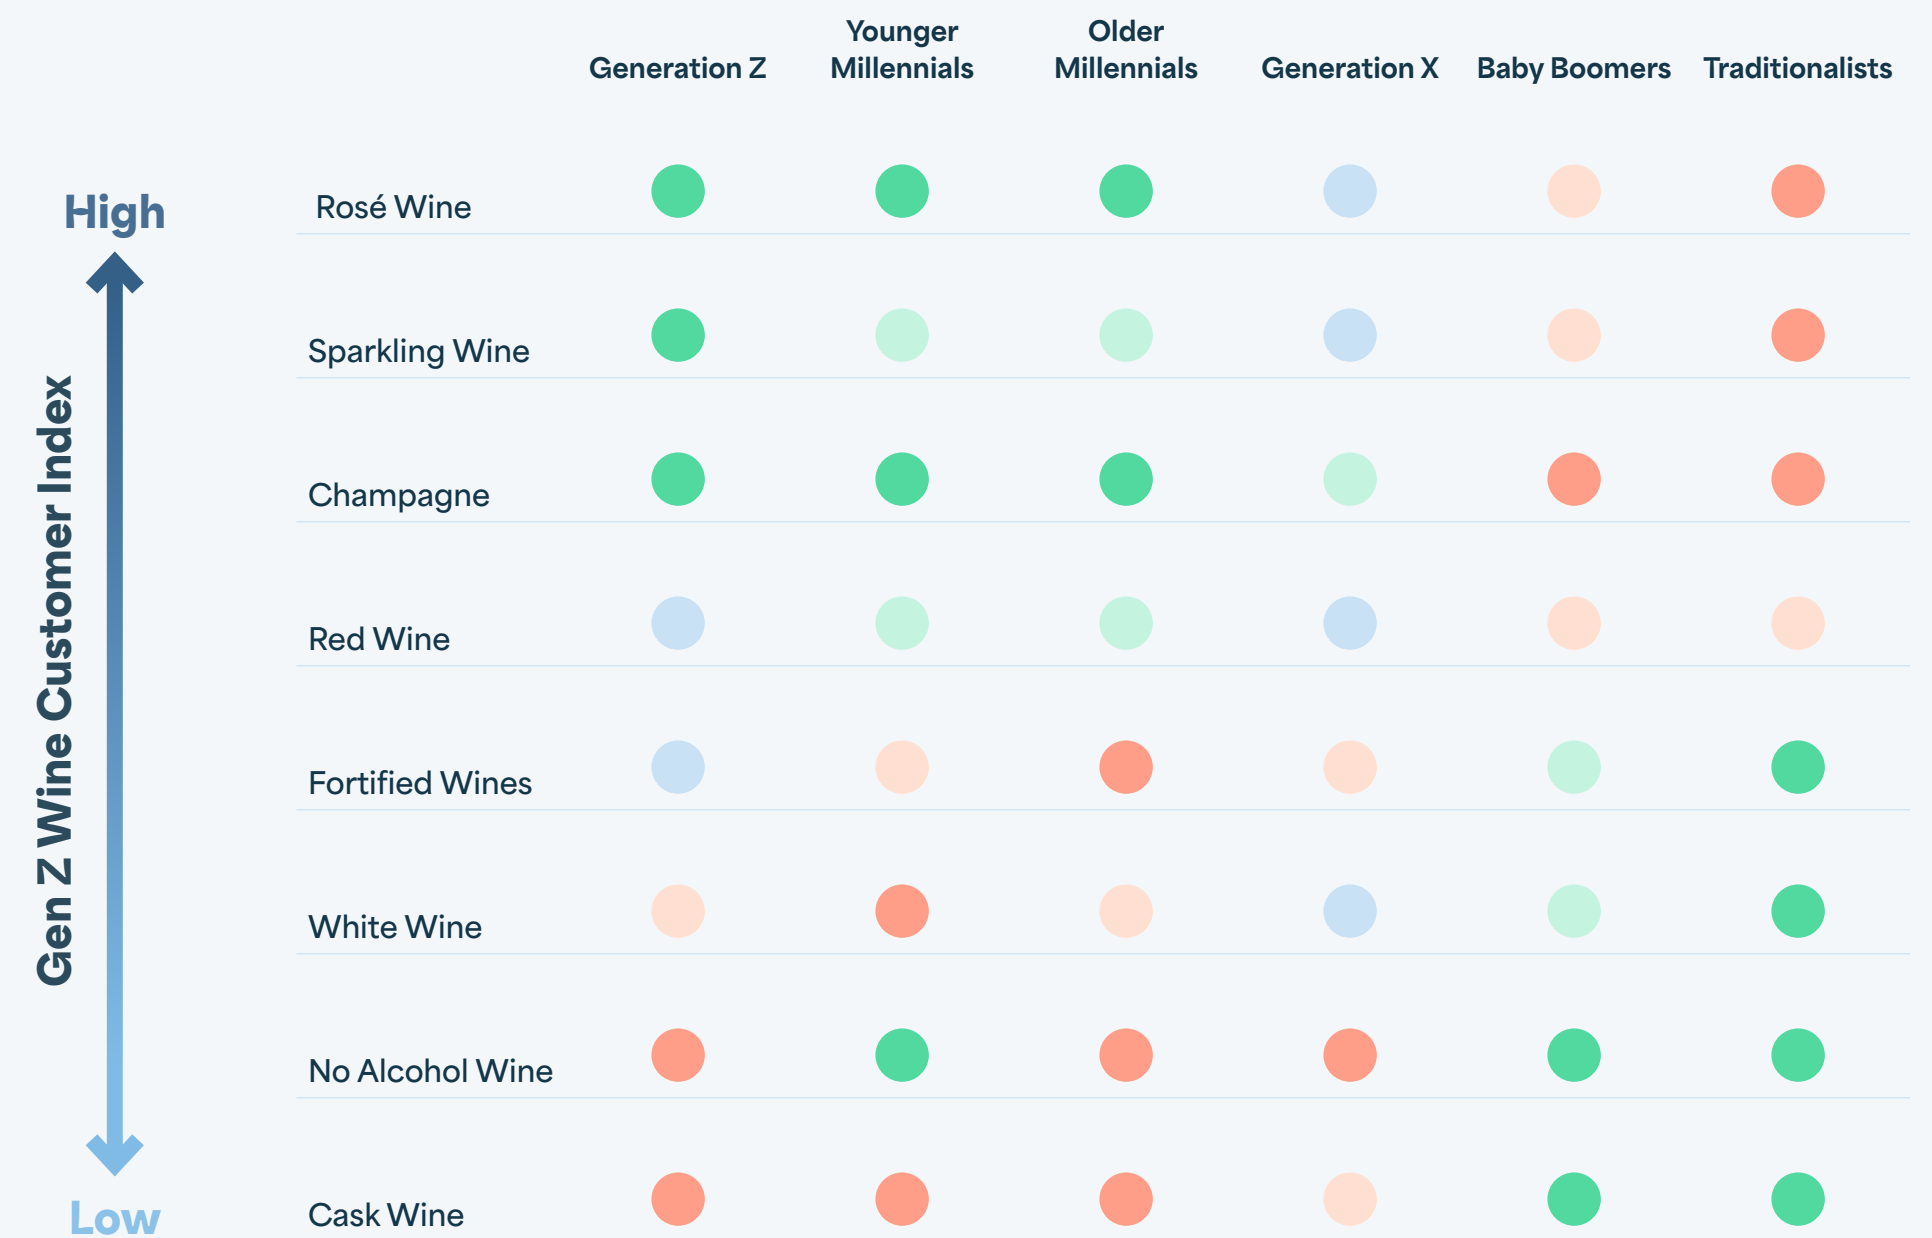 Generation Z
Younger
Millennials
Older
Millennials
Generation X
Baby Boomers
Traditionalists
High
Gen Z Wine Customer Index
Low
Rosé Wine
Sparkling Wine
Champagne
Red Wine
Fortified Wines
White Wine
No Alcohol Wine
Cask Wine